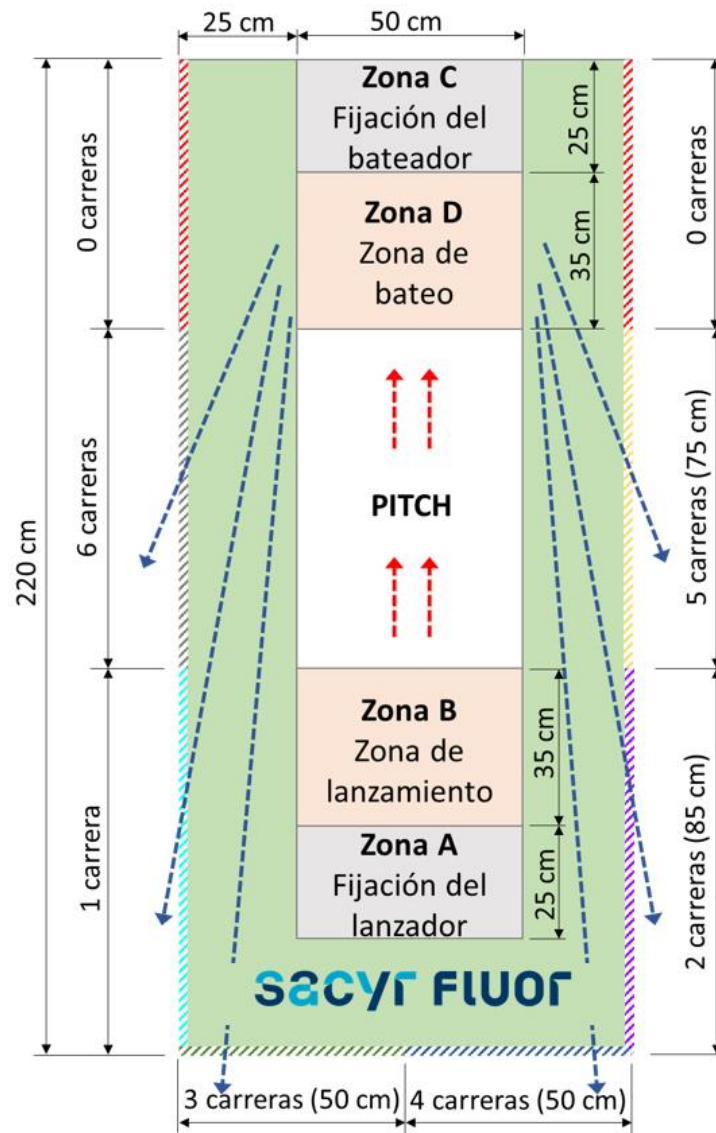 25 cm
50 cm
Zona C
Fijación del
bateador
25 cm
0 carreras
0 carreras
Zona D
Zona de
bateo
35 cm
220 cm
6 carreras
PITCH
5 carreras (75 cm)
Zona B
Zona de
lanzamiento
35 cm
1 carrera
2 carreras (85 cm)
Zona A
Fijación del
lanzador
25 cm
sacyr FLUOR
3 carreras (50 cm)
4 carreras (50 cm)